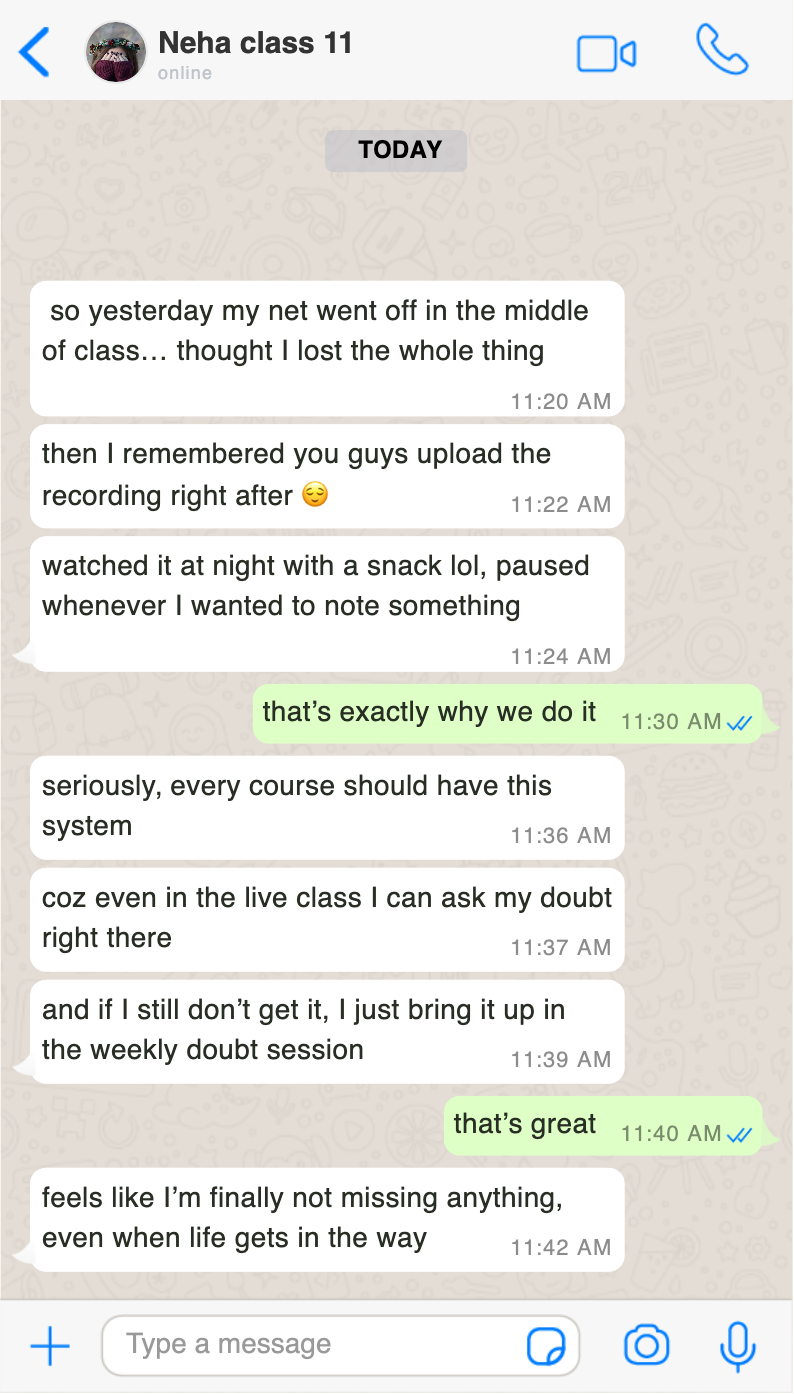 Neha class 11
online
TODAY
so yesterday my net went off in the middle
of class... thought I lost the whole thing
11:20 AM
then I remembered you guys upload the
recording right after 😌
11:22 AM
watched it at night with a snack lol, paused
whenever I wanted to note something
11:24 AM
that’s exactly why we do it 11:30 AM
seriously, every course should have this
system
11:36 AM
coz even in the live class I can ask my doubt
right there
11:37 AM
and if I still don’t get it, I just bring it up in
the weekly doubt session
11:39 AM
that’s great 11:40 AM
feels like I’m finally not missing anything,
even when life gets in the way
11:42 AM
Type a message